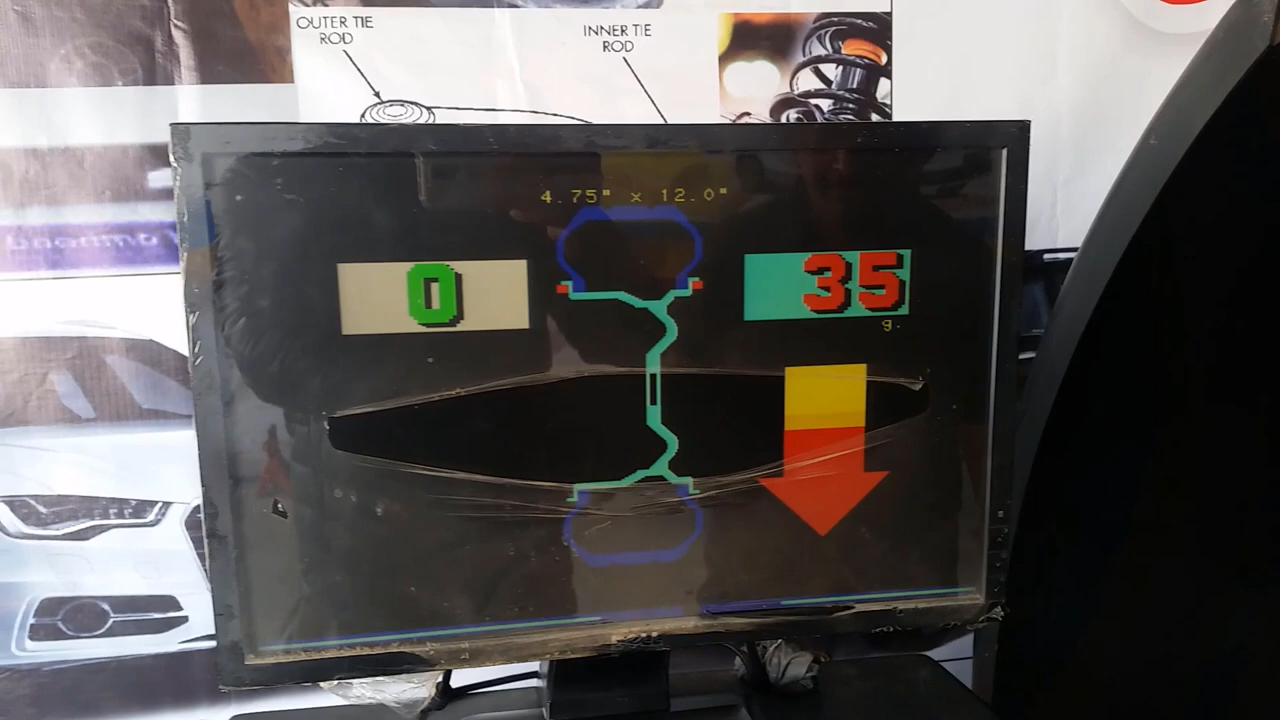 OUTER TIE
ROD
INNER TIE
ROD
4.75" x 12.0"
0
35
g.